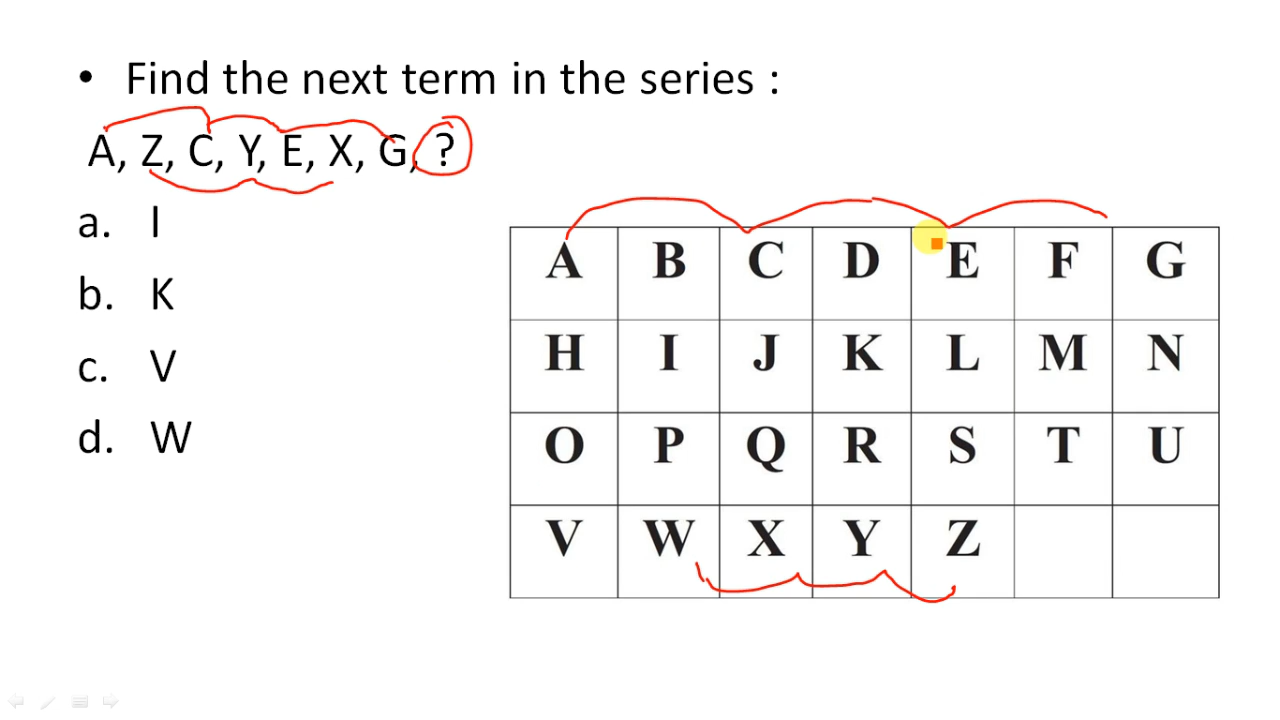 • Find the next term in the series :
A, Z, C, Y, E, X, G, ?
a. I
b. K
c. V
d. W
A B C D E F G
H I J K L M N
O P Q R S T U
V W X Y Z